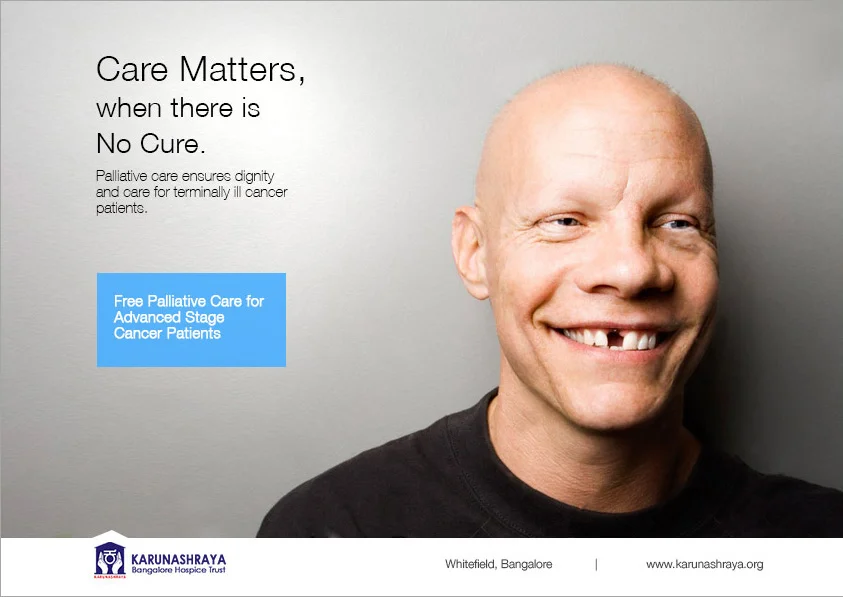 Care Matters,
when there is
No Cure.
Palliative care ensures dignity
and care for terminally ill cancer
patients.
Free Palliative Care for
Advanced Stage
Cancer Patients
KARUNASHRAYA
KARUNASHRAYA
Bangalore Hospice Trust
Whitefield, Bangalore | www.karunashraya.org